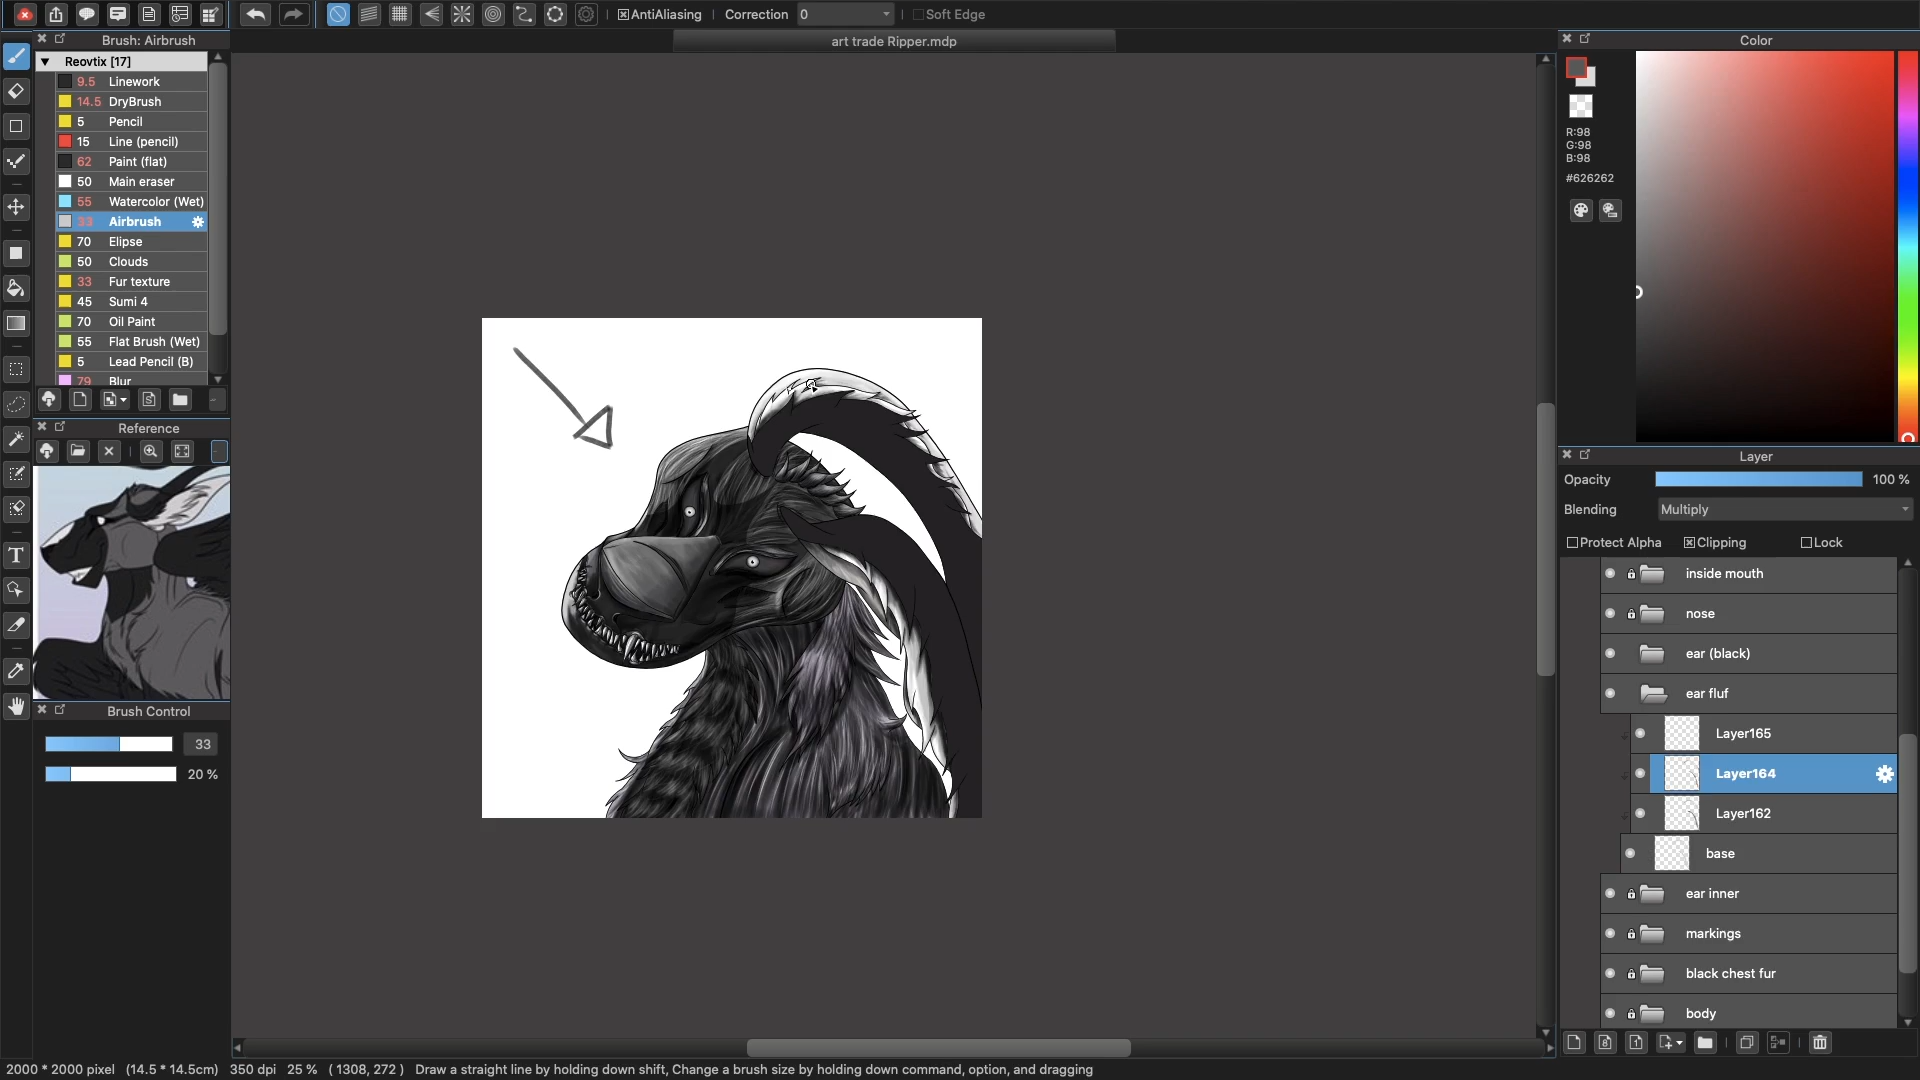 AntiAliasing
Correction 0
Soft Edge
Brush: Airbrush
art trade Ripper.mdp
Color
Reovtix [17]
9.5 Linework
14.5 DryBrush
5 Pencil
15 Line (pencil)
62 Paint (flat)
50 Main eraser
55 Watercolor (Wet)
33 Airbrush
70 Elipse
50 Clouds
33 Fur texture
45 Sumi 4
70 Oil Paint
55 Flat Brush (Wet)
5 Lead Pencil (B)
79 Blur
Reference
Brush Control
33
20 %
R:98
G:98
B:98
#626262
Layer
Opacity 100 %
Blending Multiply
Protect Alpha Clipping Lock
inside mouth
nose
ear (black)
ear fluf
Layer165
Layer164
Layer162
base
ear inner
markings
black chest fur
body
2000 * 2000 pixel (14.5 * 14.5cm) 350 dpi 25 % ( 1308, 272 ) Draw a straight line by holding down shift, Change a brush size by holding down command, option, and dragging